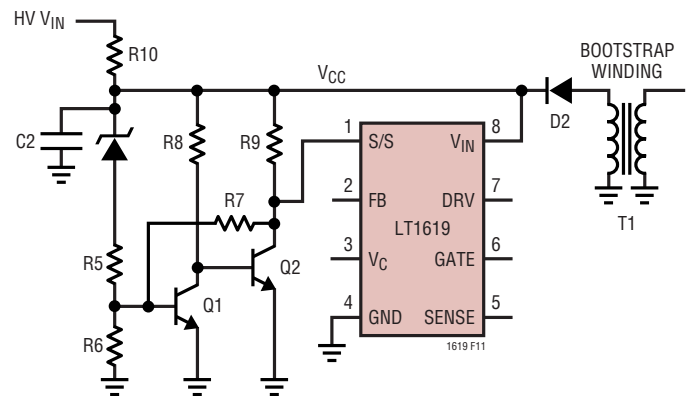 HV VIN
R10
VCC
BOOTSTRAP
WINDING
D2
C2
R8
R9
1
S/S
VIN
8
2
FB
DRV
7
R7
LT1619
T1
3
VC
GATE
6
R5
Q2
Q1
4
GND
SENSE
5
R6
1619 F11